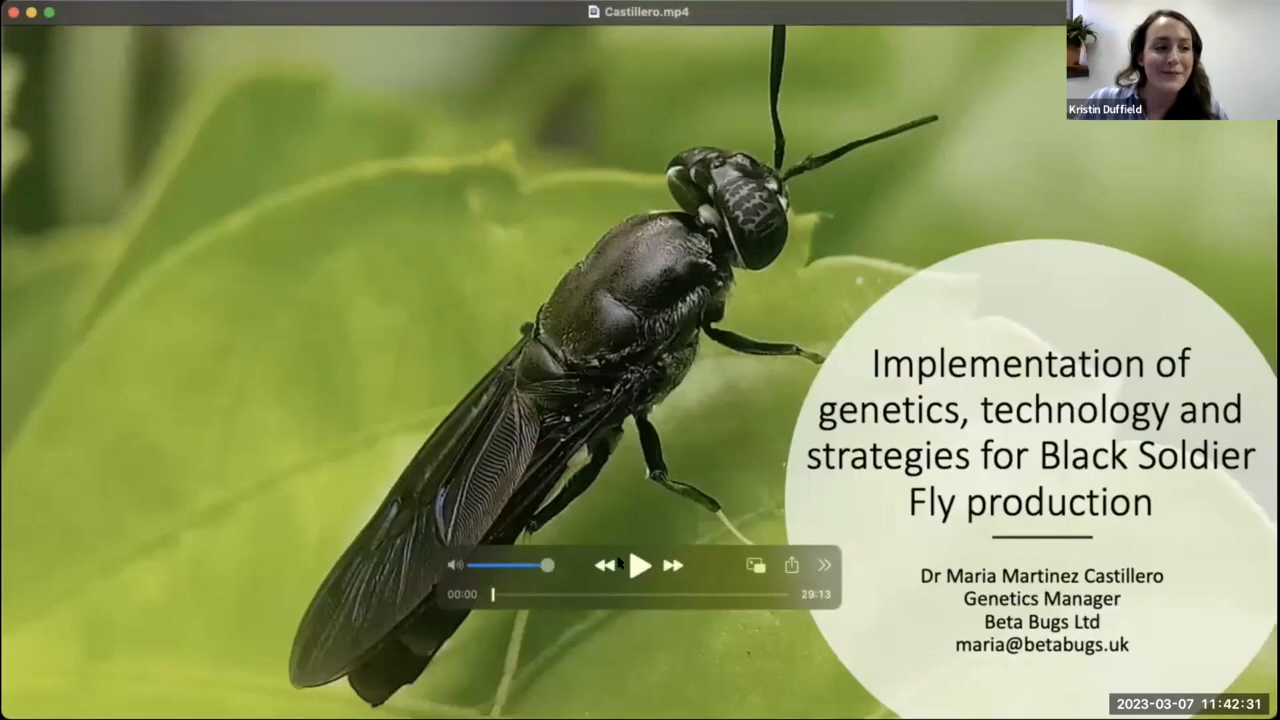 Castillero.mp4
Kristin Duffield
Implementation of
genetics, technology and
strategies for Black Soldier
Fly production
Dr Maria Martinez Castillero
Genetics Manager
Beta Bugs Ltd
maria@betabugs.uk
00:00
29:13
2023-03-07 11:42:31